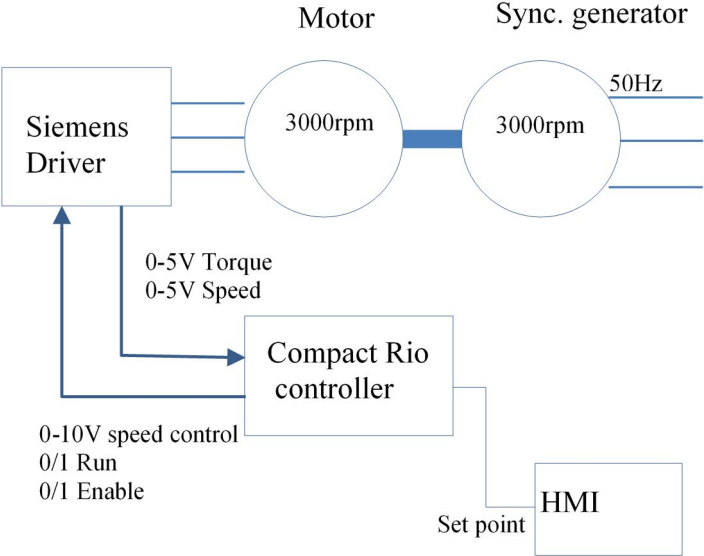 Motor
Sync. generator
50Hz
Siemens
Driver
3000rpm
3000rpm
0-5V Torque
0-5V Speed
Compact Rio
controller
0-10V speed control
0/1 Run
0/1 Enable
HMI
Set point